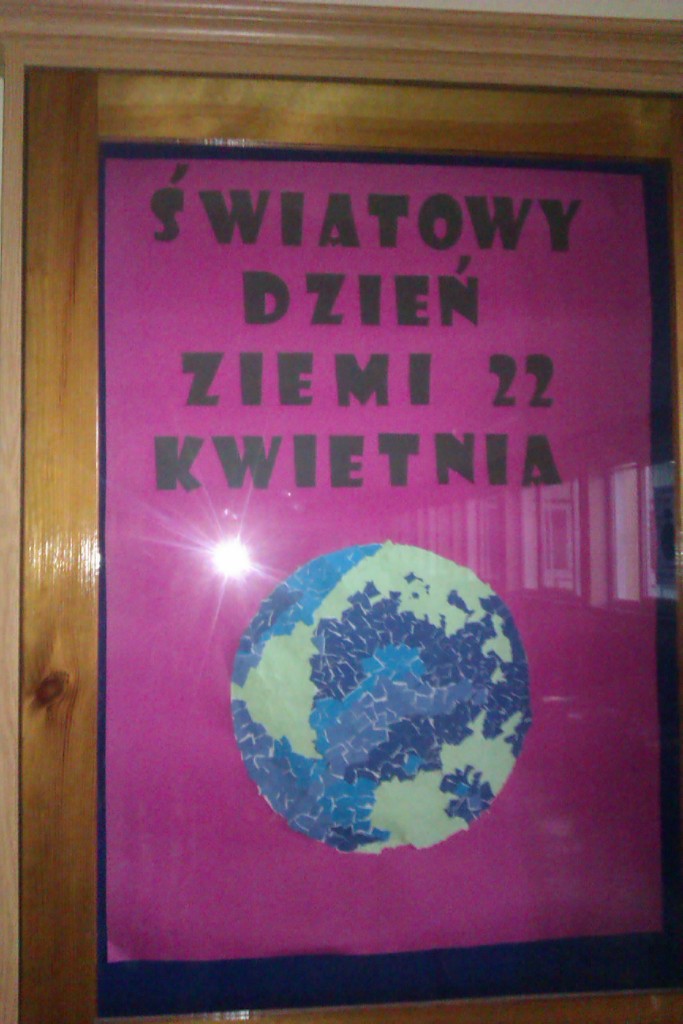 ŚWIATOWY
DZIEŃ
ZIEMI 22
KWIETNIA